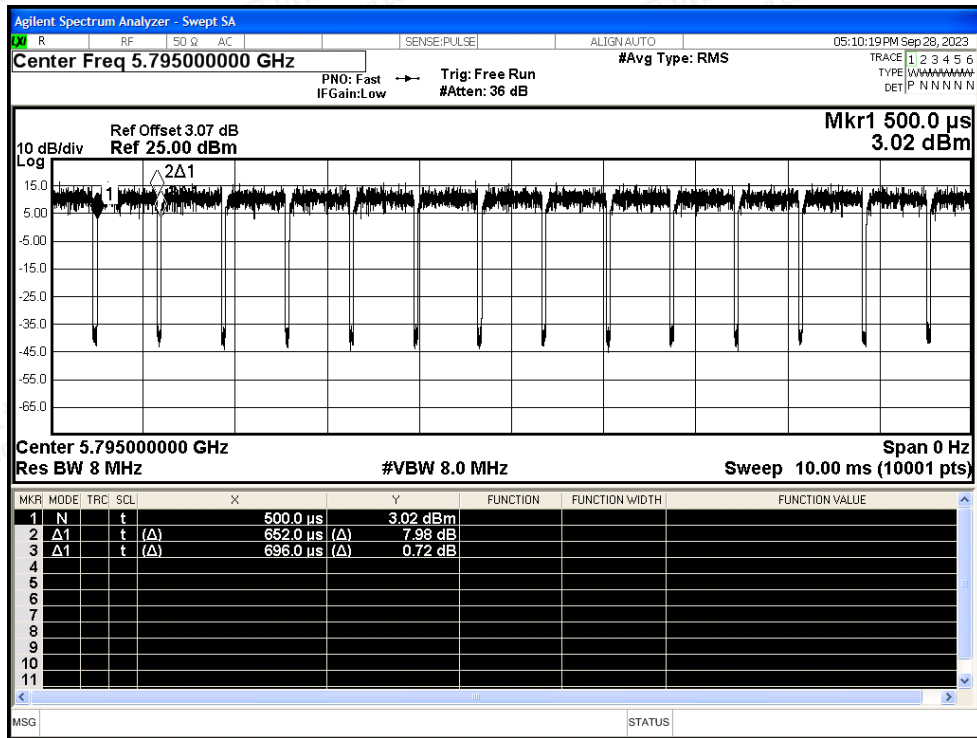 Agilent Spectrum Analyzer - Swept SA
LXI R RF 50 Ω AC SENSE:PULSE ALIGN AUTO 05:10:19 PM Sep 28, 2023
Center Freq 5.795000000 GHz #Avg Type: RMS TRACE 1 2 3 4 5 6
PNO: Fast Trig: Free Run TYPE W
IFGain:Low #Atten: 36 dB DET P N N N N N
Mkr1 500.0 µs
Ref Offset 3.07 dB
10 dB/div Ref 25.00 dBm 3.02 dBm
Log
2Δ1
15.0
1
5.00
-5.00
-15.0
-25.0
-35.0
-45.0
-55.0
-65.0
Center 5.795000000 GHz Span 0 Hz
Res BW 8 MHz #VBW 8.0 MHz Sweep 10.00 ms (10001 pts)
MKR MODE TRC SCL X Y FUNCTION FUNCTION WIDTH FUNCTION VALUE
1 N t 500.0 µs 3.02 dBm
2 Δ1 t (Δ) 652.0 µs (Δ) 7.98 dB
3 Δ1 t (Δ) 696.0 µs (Δ) 0.72 dB
4
5
6
7
8
9
10
11
MSG STATUS